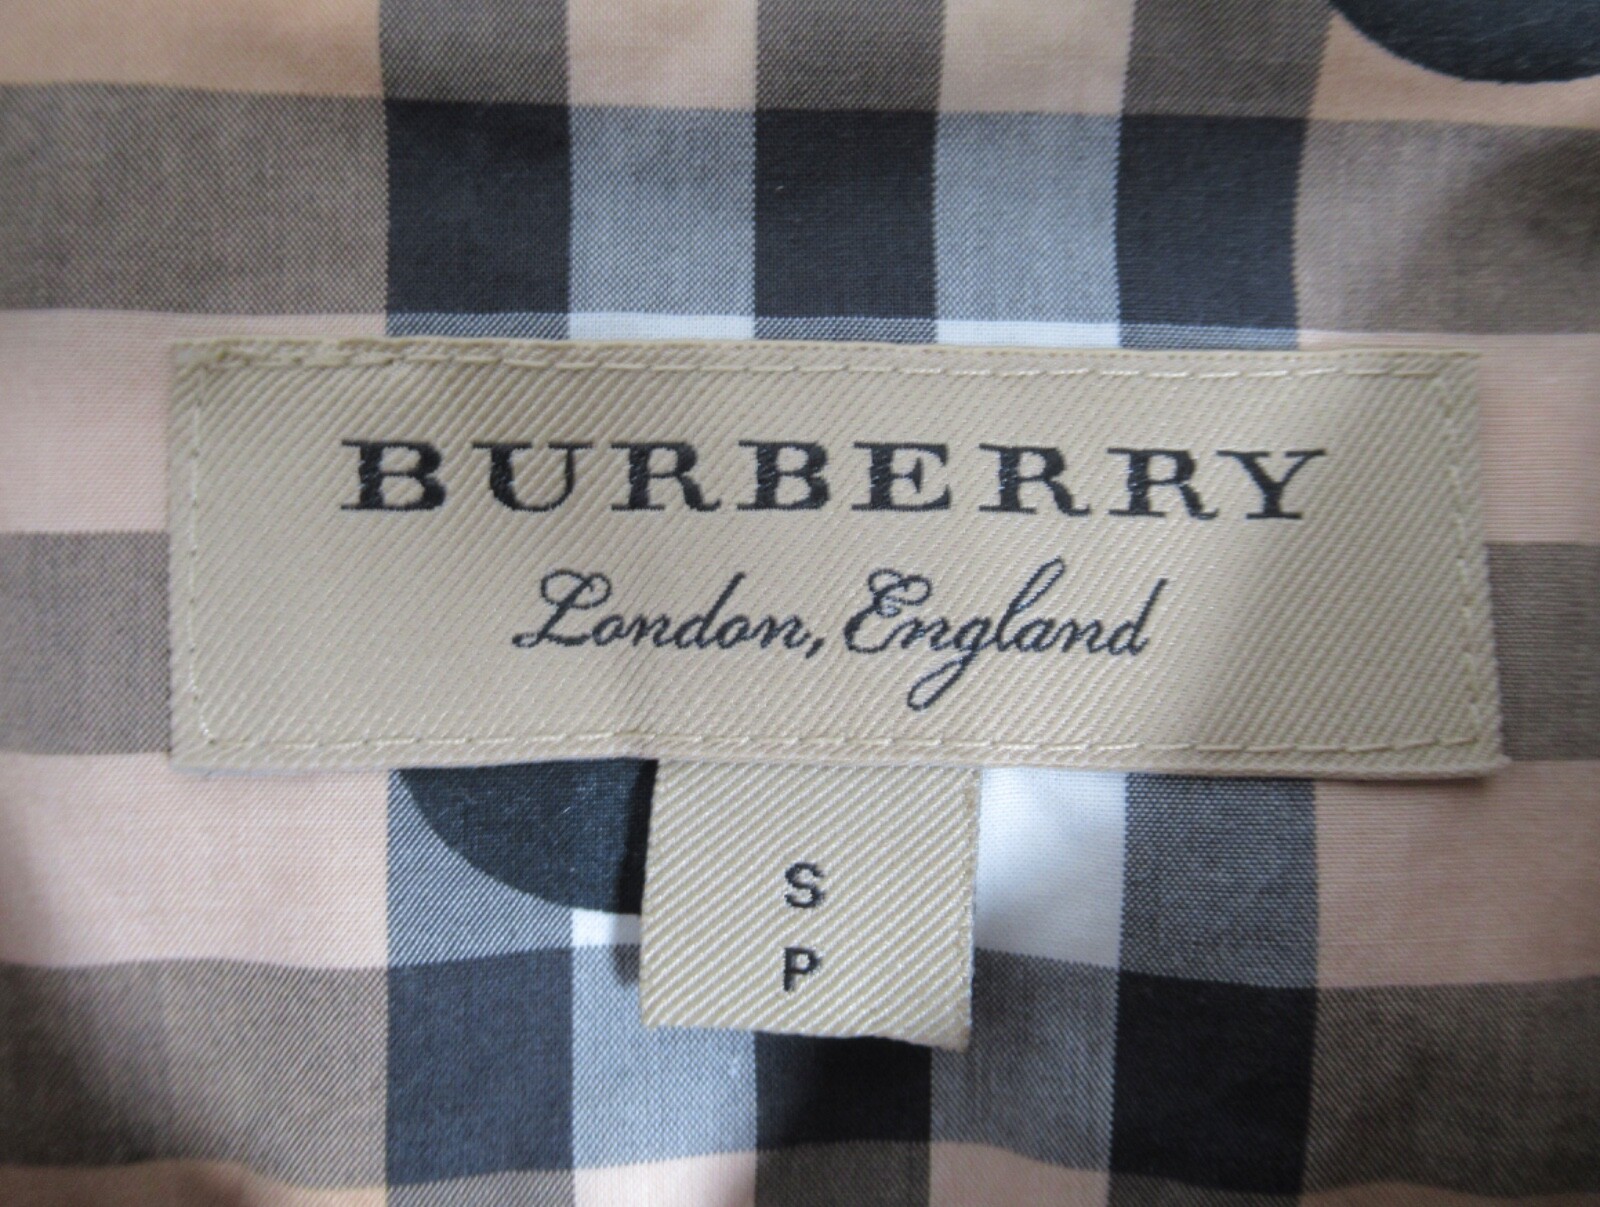 BURBERRY
London, England
S
P